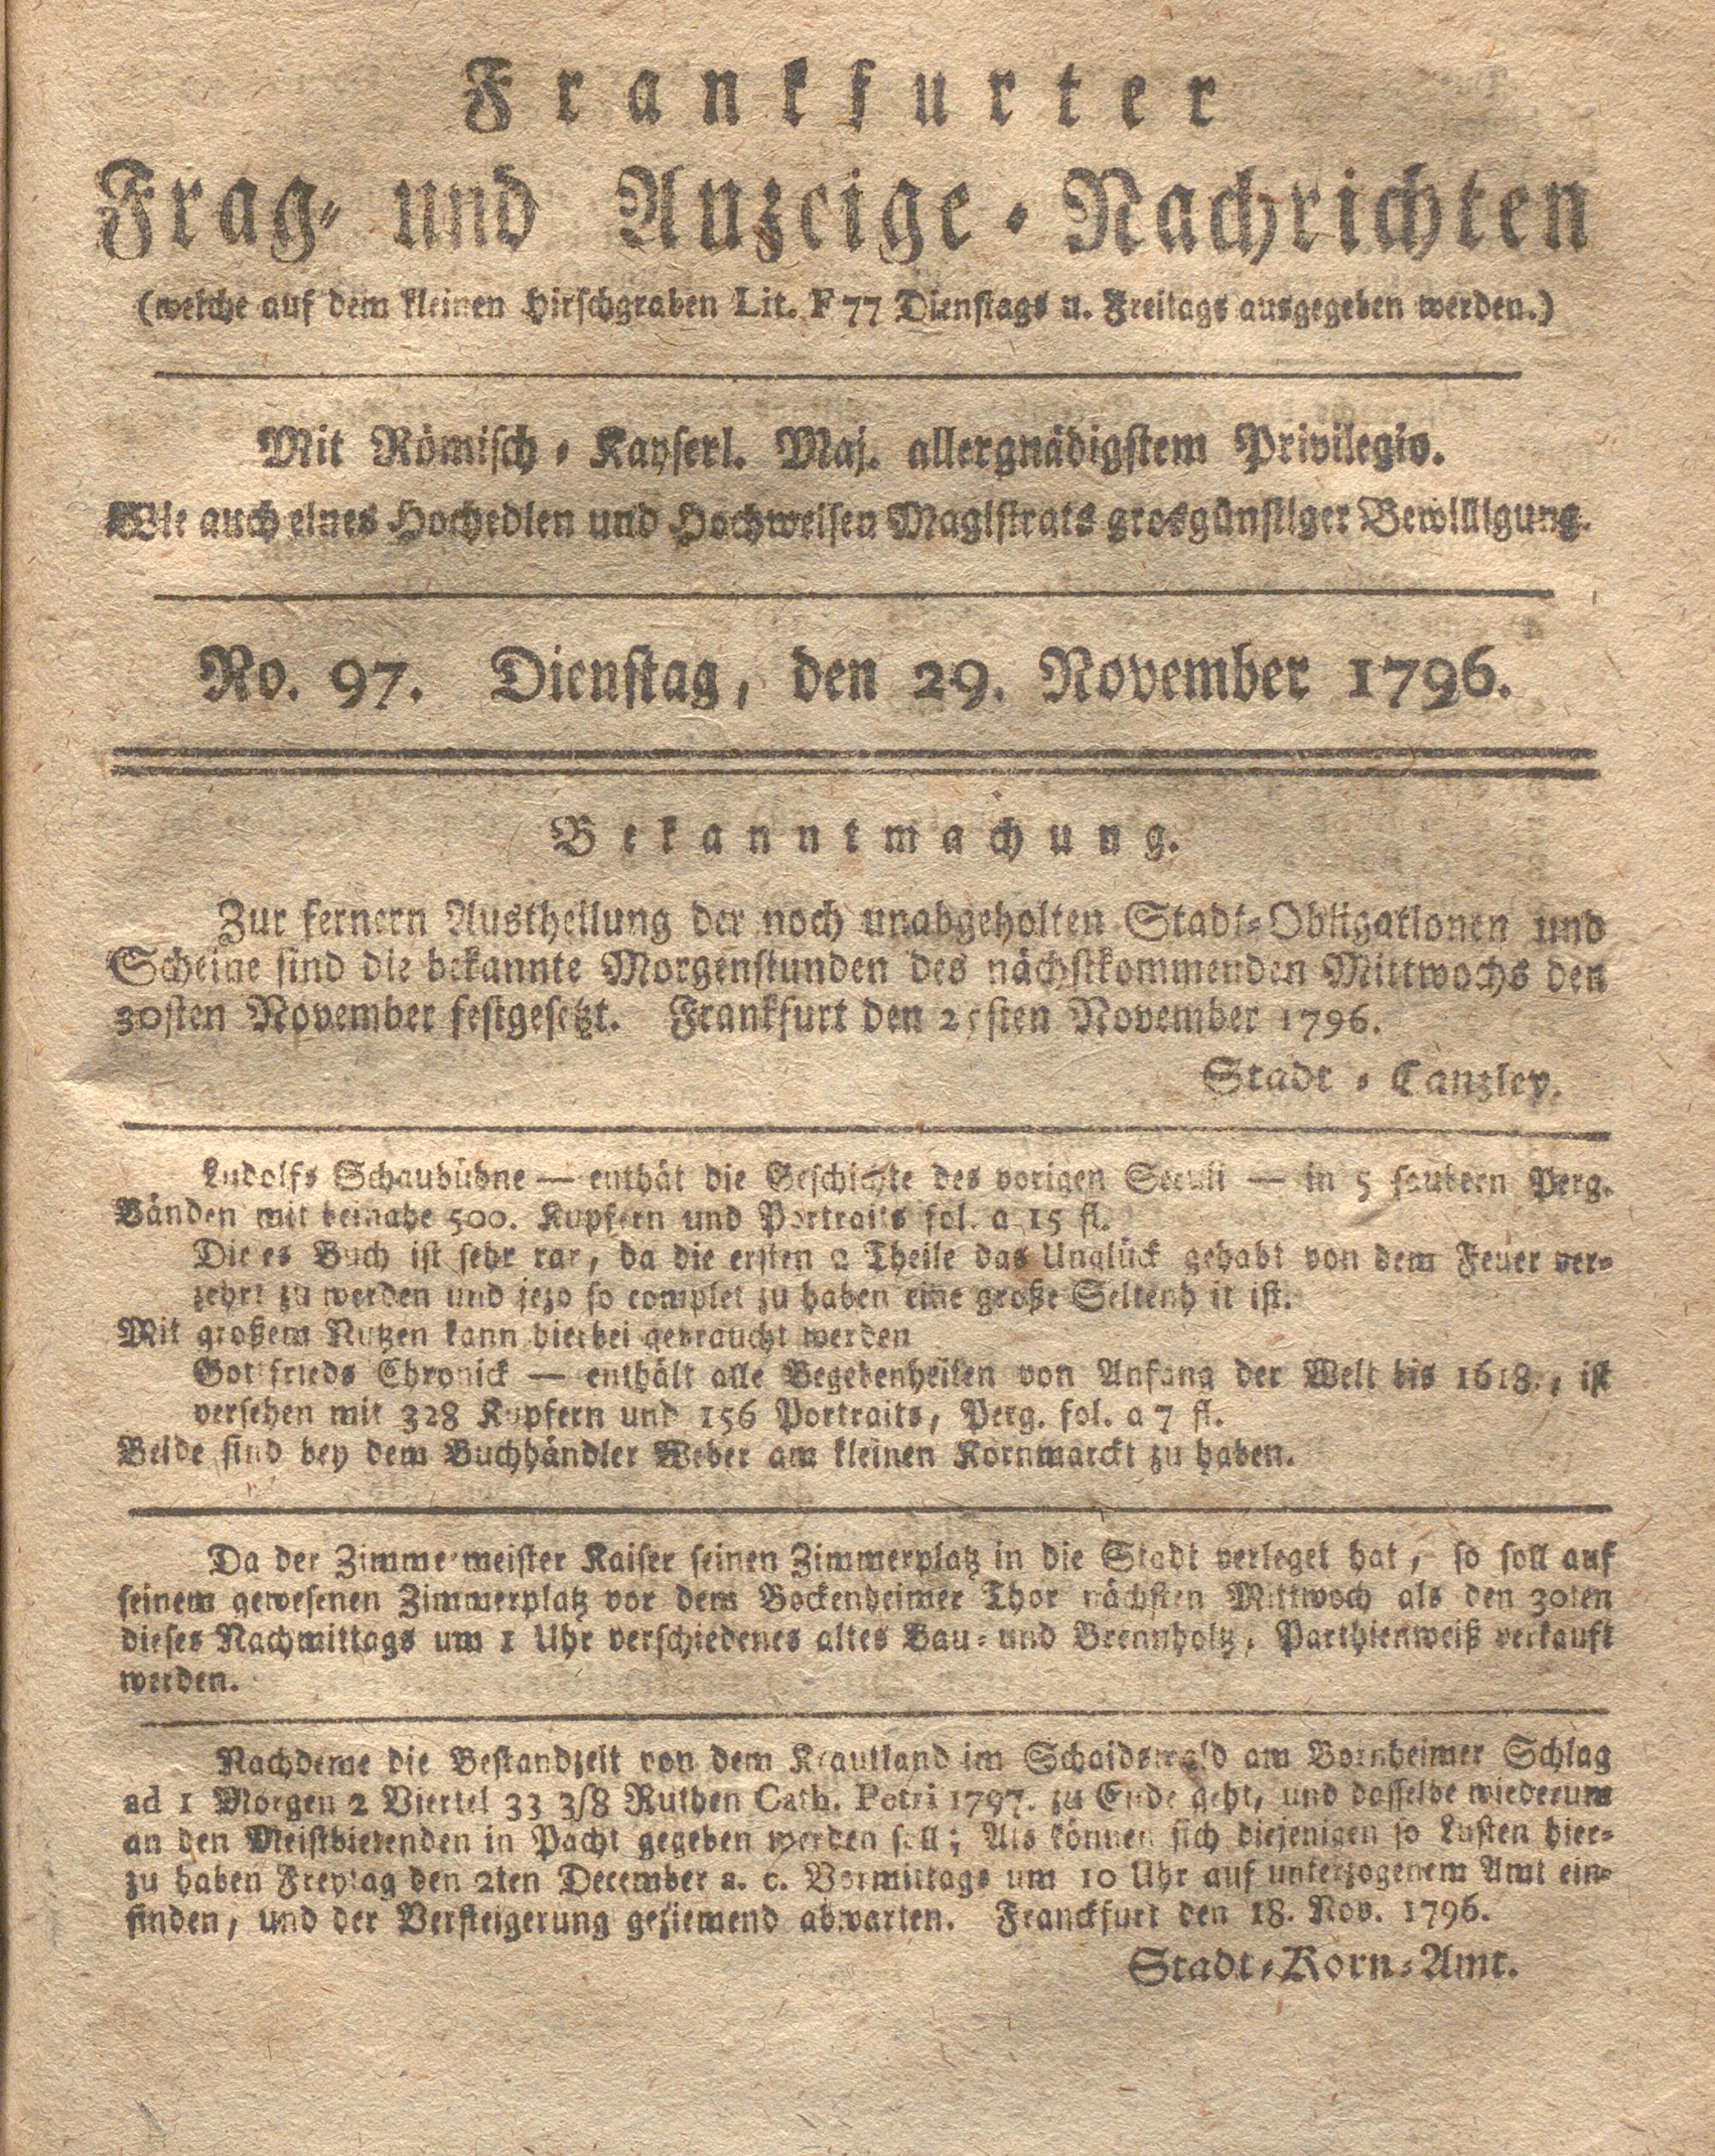 Frankfurter
Frag- und Anzeige-Nachrichten
(welche auf dem kleinen Hirschgraben Lit. F 77 Dienstags u. Freitags ausgegeben werden.)
Mit Römisch-Kayserl. Maj. allergnädigstem Privilegio.
Wie auch eines Hochedlen und Hochweisen Magistrats grosgünstiger Bewilligung.
No. 97. Dienstag, den 29. November 1796.
Bekanntmachung.
Zur fernern Austheilung der noch unabgeholten Stadt-Obligationen und
Scheine sind die bekannte Morgenstunden des nächstkommenden Mittwochs den
30sten November festgesetzt. Frankfurt den 25sten November 1796.
Stadt-Canzley.
Ludolfs Schaubühne — enthät die Geschichte des vorigen Seculi — in 5 saubern Perg.
Bänden mit beinahe 500. Kupfern und Portraits fol. a 15 fl.
Dieses Buch ist sehr rar, da die ersten 2 Theile das Unglück gehabt von dem Feuer ver-
zehrt zu werden und jezo so complet zu haben eine große Seltenheit ist.
Mit großem Nutzen kann hierbei gebraucht werden
Gottfrieds Chronick — enthält alle Begebenheiten von Anfang der Welt bis 1618., ist
versehen mit 328 Kupfern und 156 Portraits, Perg. fol. a 7 fl.
Beide sind bey dem Buchhändler Weber am kleinen Kornmarckt zu haben.
Da der Zimmermeister Kaiser seinen Zimmerplatz in die Stadt verleget hat, so soll auf
seinem gewesenen Zimmerplatz vor dem Bockenheimer Thor nächsten Mittwoch als den 30ten
dieses Nachmittags um 1 Uhr verschiedenes altes Bau- und Brennholtz, Parthienweiß verkauft
werden.
Nachdeme die Bestandzeit von dem Krautland im Schaidswald am Bornheimer Schlag
ad 1 Morgen 2 Viertel 33 3/8 Ruthen Cath. Petri 1797. zu Ende geht, und dasselbe wiederum
an den Meistbietenden in Pacht gegeben werden soll; Als können sich diejenigen so Lusten hier-
zu haben Freytag den 2ten December a. c. Vormittags um 10 Uhr auf unterzogenem Amt ein-
finden, und der Versteigerung geziemend abwarten. Franckfurt den 18. Nov. 1796.
Stadt-Korn-Amt.